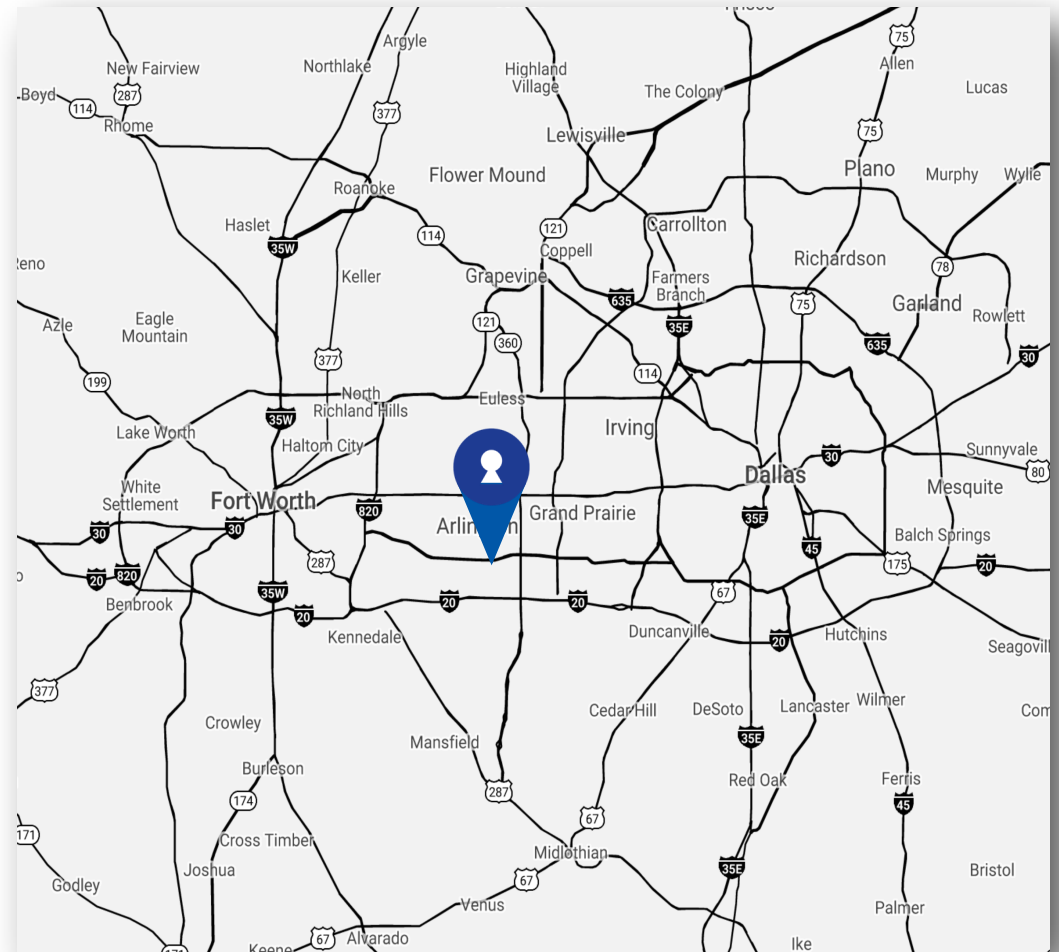 Argyle
75
New Fairview
Northlake
Highland
Village
Allen
Boyd
287
The Colony
Lucas
114
377
Rhome
Lewisville
75
Roanoke
Flower Mound
Plano
Murphy
Wylie
Haslet
35W
114
121
Carrollton
Coppell
Richardson
Keller
Grapevine
Farmers
Branch
78
635
75
Garland
Azle
Eagle
Mountain
121
35E
Rowlett
360
635
377
30
199
114
North
Richland Hills
Euless
35W
Lake Worth
Haltom City
Irving
30
Sunnyvale
80
Dallas
White
Settlement
Fort Worth
820
Mesquite
Grand Prairie
35E
30
30
Balch Springs
287
45
175
20
820
35W
20
67
20
20
20
Benbrook
Kennedale
Duncanville
20
Hutchins
377
Cedar Hill
DeSoto
Lancaster
Wilmer
Crowley
Mansfield
35E
Burleson
Red Oak
Ferris
174
287
45
171
67
Cross Timber
Midlothian
35E
Joshua
Godley
67
Bristol
Venus
Palmer
67
Alvarado
Keene
Ike